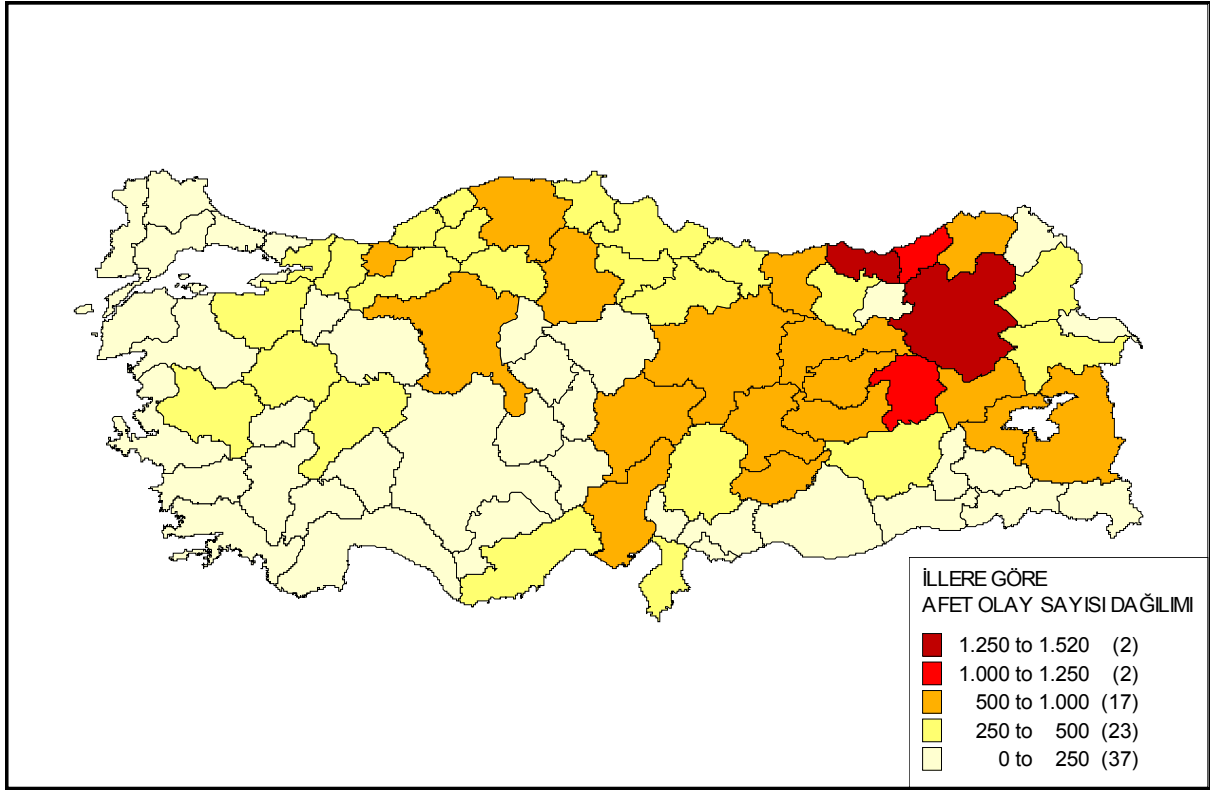 İLLERE GÖRE
AFET OLAY SAYISI DAĞILIMI
1.250 to 1.520 (2)
1.000 to 1.250 (2)
500 to 1.000 (17)
250 to 500 (23)
0 to 250 (37)